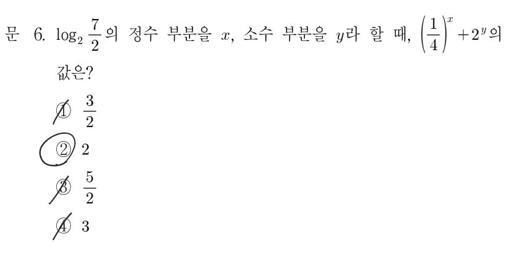 문 6. log₂ 7/2의 정수 부분을 x, 소수 부분을 y라 할 때, (1/4)ˣ+2ʸ의
값은?
① 3/2
② 2
③ 5/2
④ 3